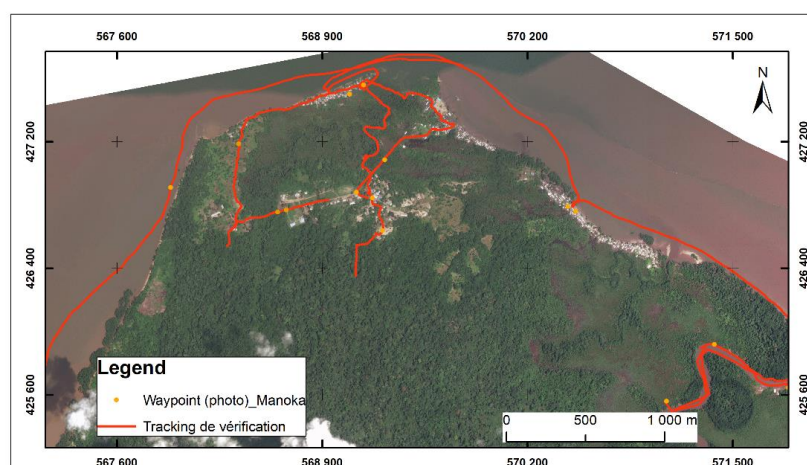 567 600 568 900 570 200 571 500
N
427 200 427 200
426 400 426 400
Legend
Waypoint (photo)_Manoka
Tracking de vérification
425 600 425 600
0 500 1 000 m
567 600 568 900 570 200 571 500